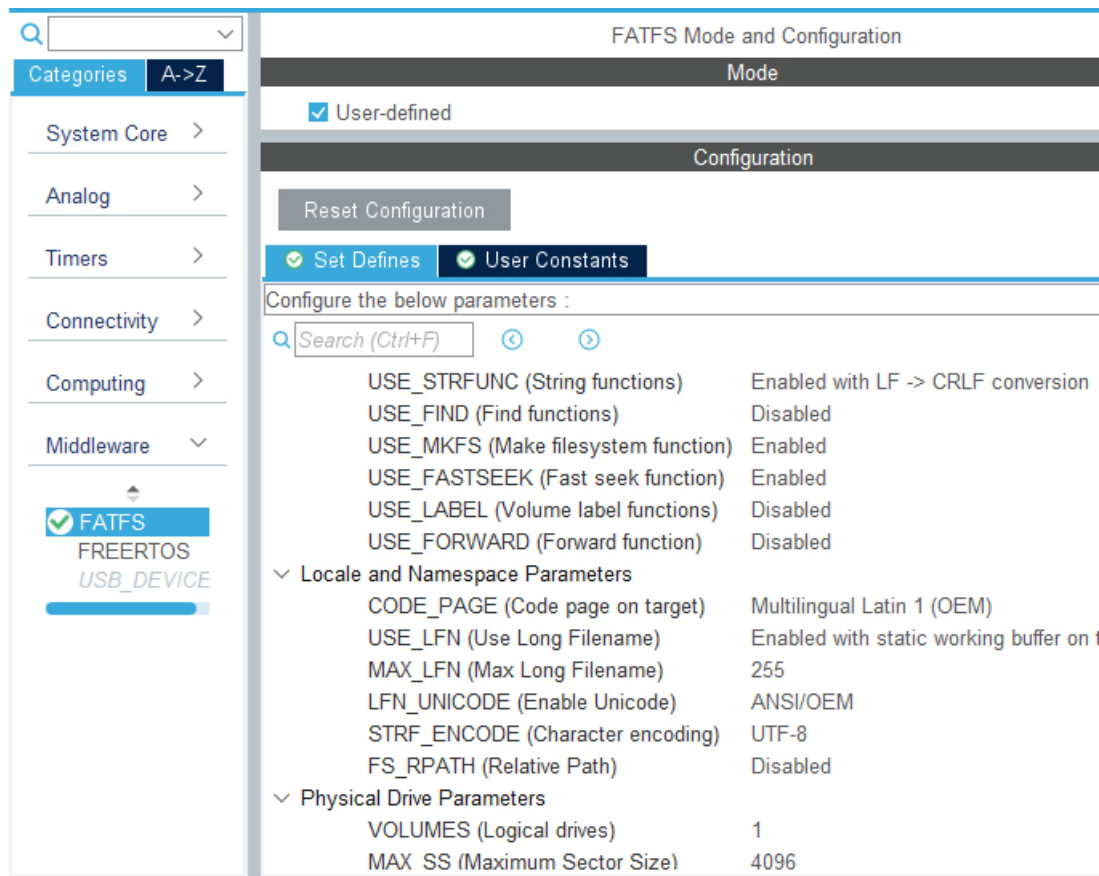 Categories
A->Z
System Core
Analog
Timers
Connectivity
Computing
Middleware
FATFS
FREERTOS
USB_DEVICE
FATFS Mode and Configuration
Mode
User-defined
Configuration
Reset Configuration
Set Defines
User Constants
Configure the below parameters :
Search (Ctrl+F)
USE_STRFUNC (String functions) Enabled with LF -> CRLF conversion
USE_FIND (Find functions) Disabled
USE_MKFS (Make filesystem function) Enabled
USE_FASTSEEK (Fast seek function) Enabled
USE_LABEL (Volume label functions) Disabled
USE_FORWARD (Forward function) Disabled
Locale and Namespace Parameters
CODE_PAGE (Code page on target) Multilingual Latin 1 (OEM)
USE_LFN (Use Long Filename) Enabled with static working buffer on t
MAX_LFN (Max Long Filename) 255
LFN_UNICODE (Enable Unicode) ANSI/OEM
STRF_ENCODE (Character encoding) UTF-8
FS_RPATH (Relative Path) Disabled
Physical Drive Parameters
VOLUMES (Logical drives) 1
MAX_SS (Maximum Sector Size) 4096